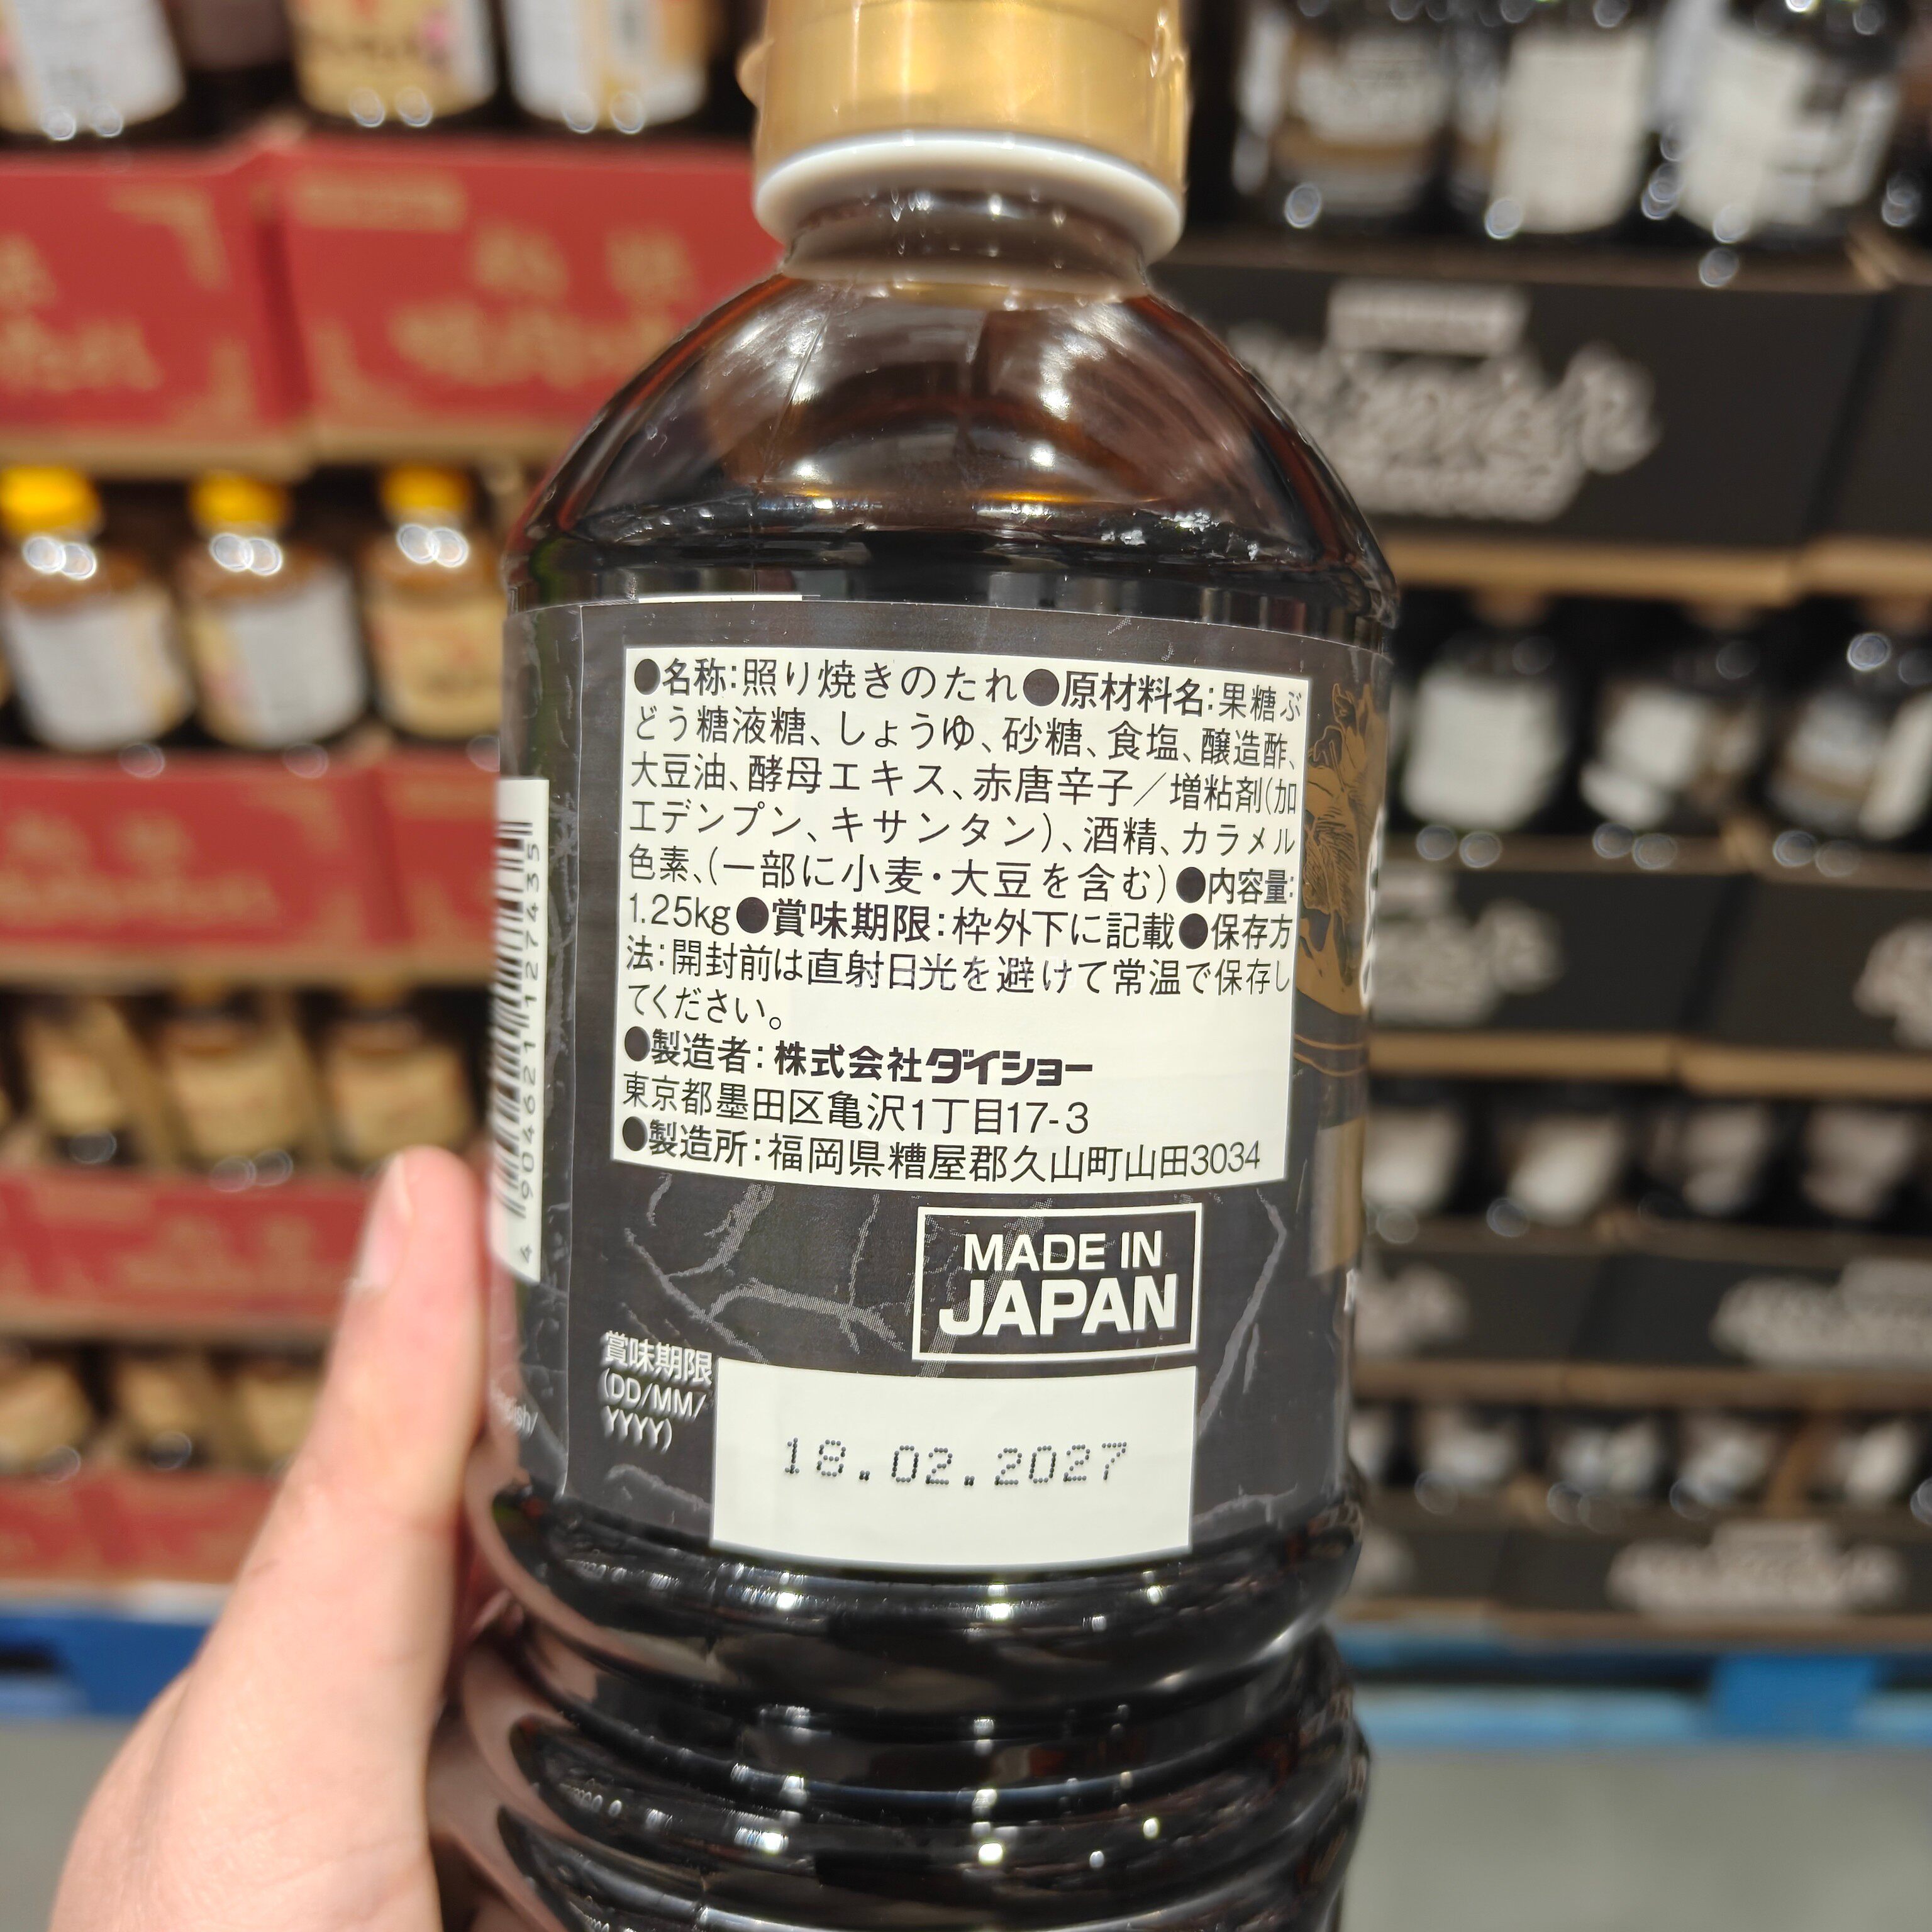 ●名称:照り焼きのたれ●原材料名:果糖ぶ
どう糖液糖、しょうゆ、砂糖、食塩、醸造酢、
大豆油、酵母エキス、赤唐辛子／増粘剤(加
工デンプン、キサンタン)、酒精、カラメル
色素、(一部に小麦・大豆を含む)●内容量:
1.25kg●賞味期限:枠外下に記載●保存方
法:開封前は直射日光を避けて常温で保存し
てください。
●製造者:株式会社ダイショー
東京都墨田区亀沢1丁目17-3
●製造所:福岡県糟屋郡久山町山田3034
MADE IN
JAPAN
賞味期限
(DD/MM/
YYYY)
18.02.2027
4 904621 127435